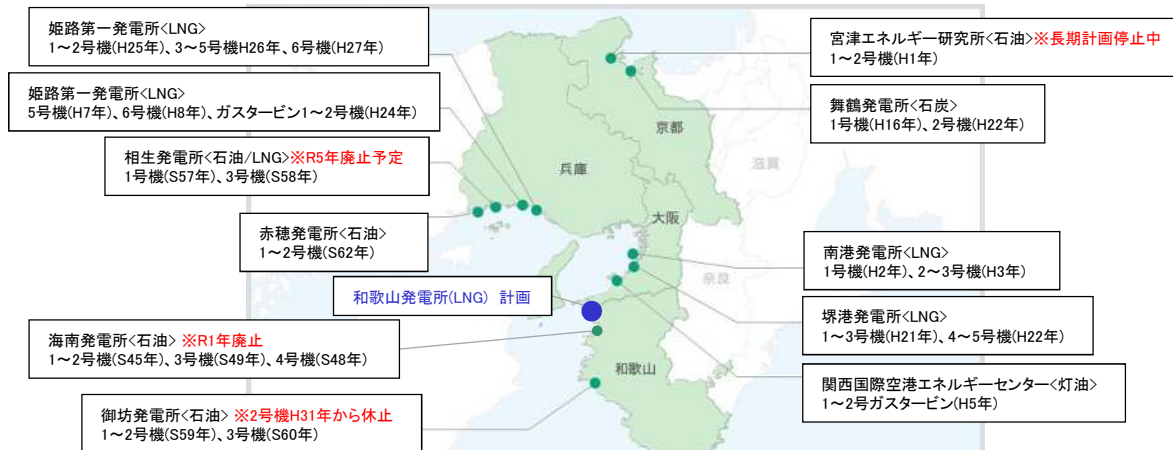 姫路第一発電所<LNG>
1～2号機(H25年)、3～5号機H26年、6号機(H27年)
姫路第一発電所<LNG>
5号機(H7年)、6号機(H8年)、ガスタービン1～2号機(H24年)
相生発電所<石油/LNG>※R5年廃止予定
1号機(S57年)、3号機(S58年)
赤穂発電所<石油>
1～2号機(S62年)
和歌山発電所(LNG) 計画
海南発電所<石油> ※R1年廃止
1～2号機(S45年)、3号機(S49年)、4号機(S48年)
御坊発電所<石油> ※2号機H31年から休止
1～2号機(S59年)、3号機(S60年)
京都
滋賀
兵庫
大阪
奈良
和歌山
宮津エネルギー研究所<石油>※長期計画停止中
1～2号機(H1年)
舞鶴発電所<石炭>
1号機(H16年)、2号機(H22年)
南港発電所<LNG>
1号機(H2年)、2～3号機(H3年)
堺港発電所<LNG>
1～3号機(H21年)、4～5号機(H22年)
関西国際空港エネルギーセンター<灯油>
1～2号ガスタービン(H5年)